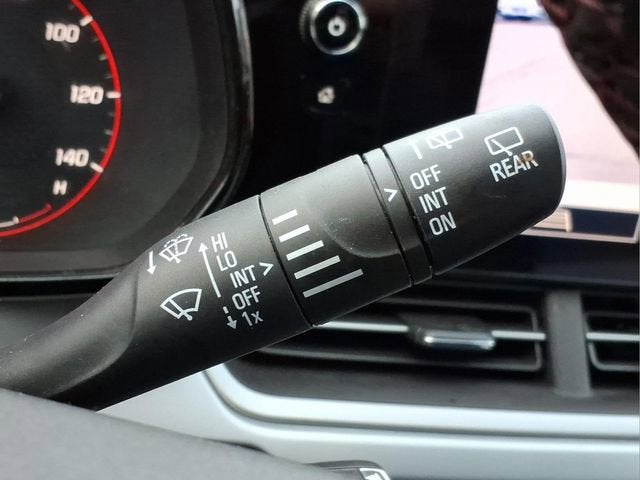 100
120
140
HI
LO
INT
OFF
1x
OFF
INT
ON
REAR